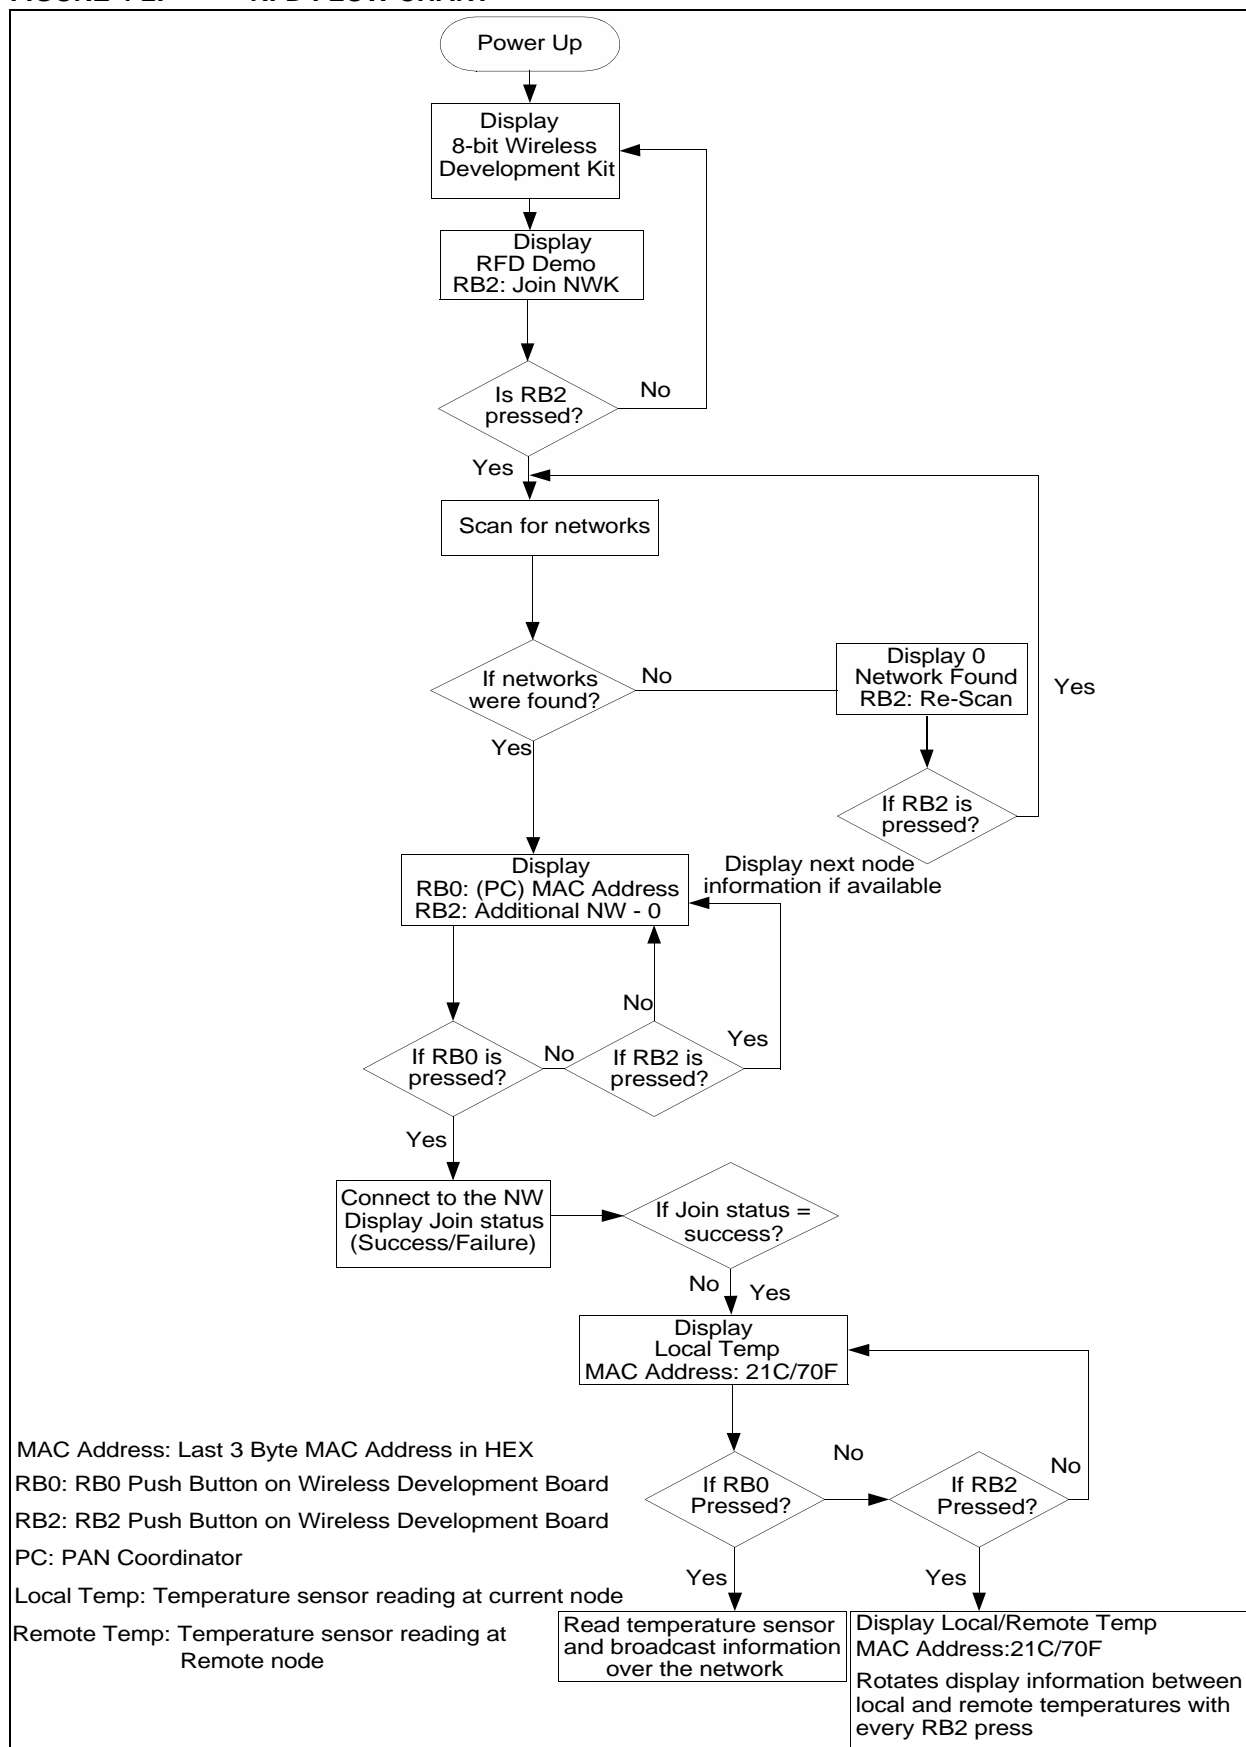 Power Up
Display
8-bit Wireless
Development Kit
Display
RFD Demo
RB2: Join NWK
Is RB2
pressed?
No
Yes
Scan for networks
If networks
were found?
No
Display 0
Network Found
RB2: Re-Scan
Yes
Yes
If RB2 is
pressed?
Display
RB0: (PC) MAC Address
RB2: Additional NW - 0
Display next node
information if available
No
Yes
If RB0 is
pressed?
No
If RB2 is
pressed?
Yes
Connect to the NW
Display Join status
(Success/Failure)
If Join status =
success?
No
Yes
Display
Local Temp
MAC Address: 21C/70F
MAC Address: Last 3 Byte MAC Address in HEX
RB0: RB0 Push Button on Wireless Development Board
RB2: RB2 Push Button on Wireless Development Board
PC: PAN Coordinator
Local Temp: Temperature sensor reading at current node
Remote Temp: Temperature sensor reading at
Remote node
If RB0
Pressed?
No
If RB2
Pressed?
No
Yes
Yes
Read temperature sensor
and broadcast information
over the network
Display Local/Remote Temp
MAC Address:21C/70F
Rotates display information between
local and remote temperatures with
every RB2 press